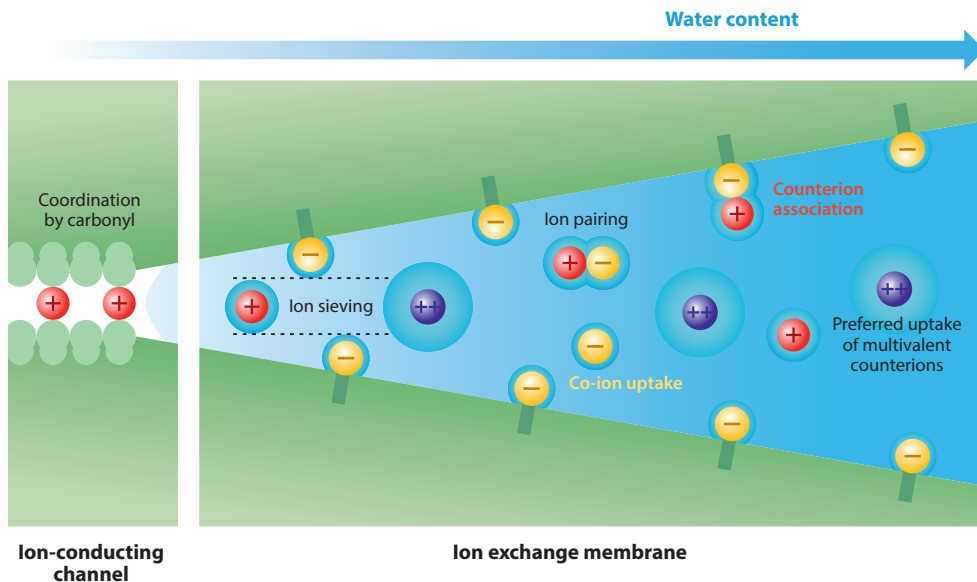 Water content
Coordination
by carbonyl
+
+
+
Ion sieving
−
−
++
−
−
Ion pairing
+
−
−
Co-ion uptake
−
+
Counterion
association
++
−
+
−
++
Preferred uptake
of multivalent
counterions
−
Ion-conducting
channel
Ion exchange membrane